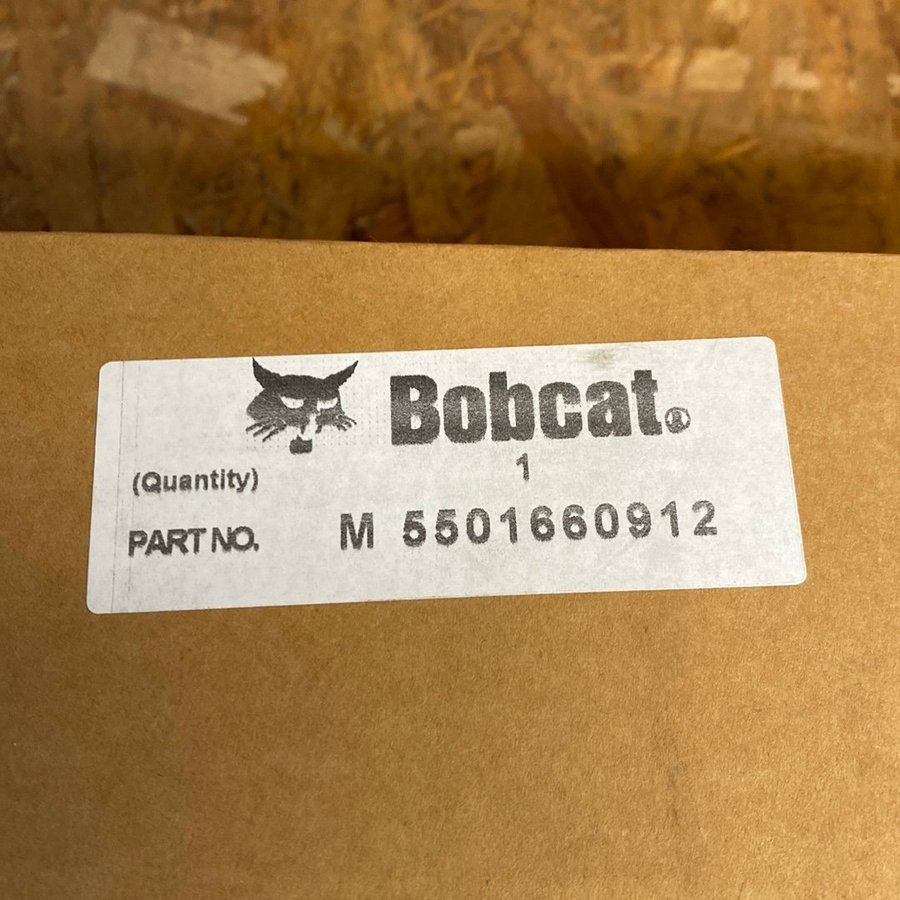 Bobcat®
(Quantity) 1
PART NO. M 5501660912